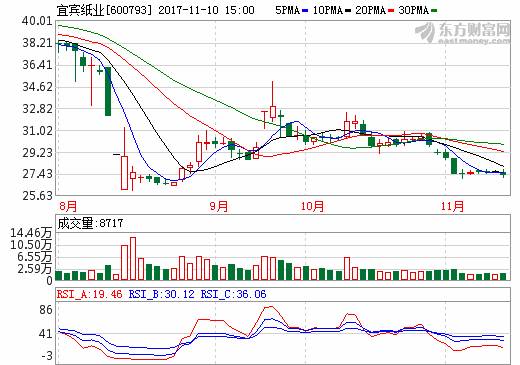 宜宾纸业[600793] 2017-11-10 15:00 5PMA 10PMA 20PMA 30PMA
东方财富网
eastmoney.com
40.01
38.21
36.41
34.62
32.82
31.02
29.23
27.43
25.63
8月 9月 10月 11月
成交量:8717
14.46万
10.50万
6.55万
2.59万
0
RSI_A:19.46 RSI_B:30.12 RSI_C:36.06
86
41
-3